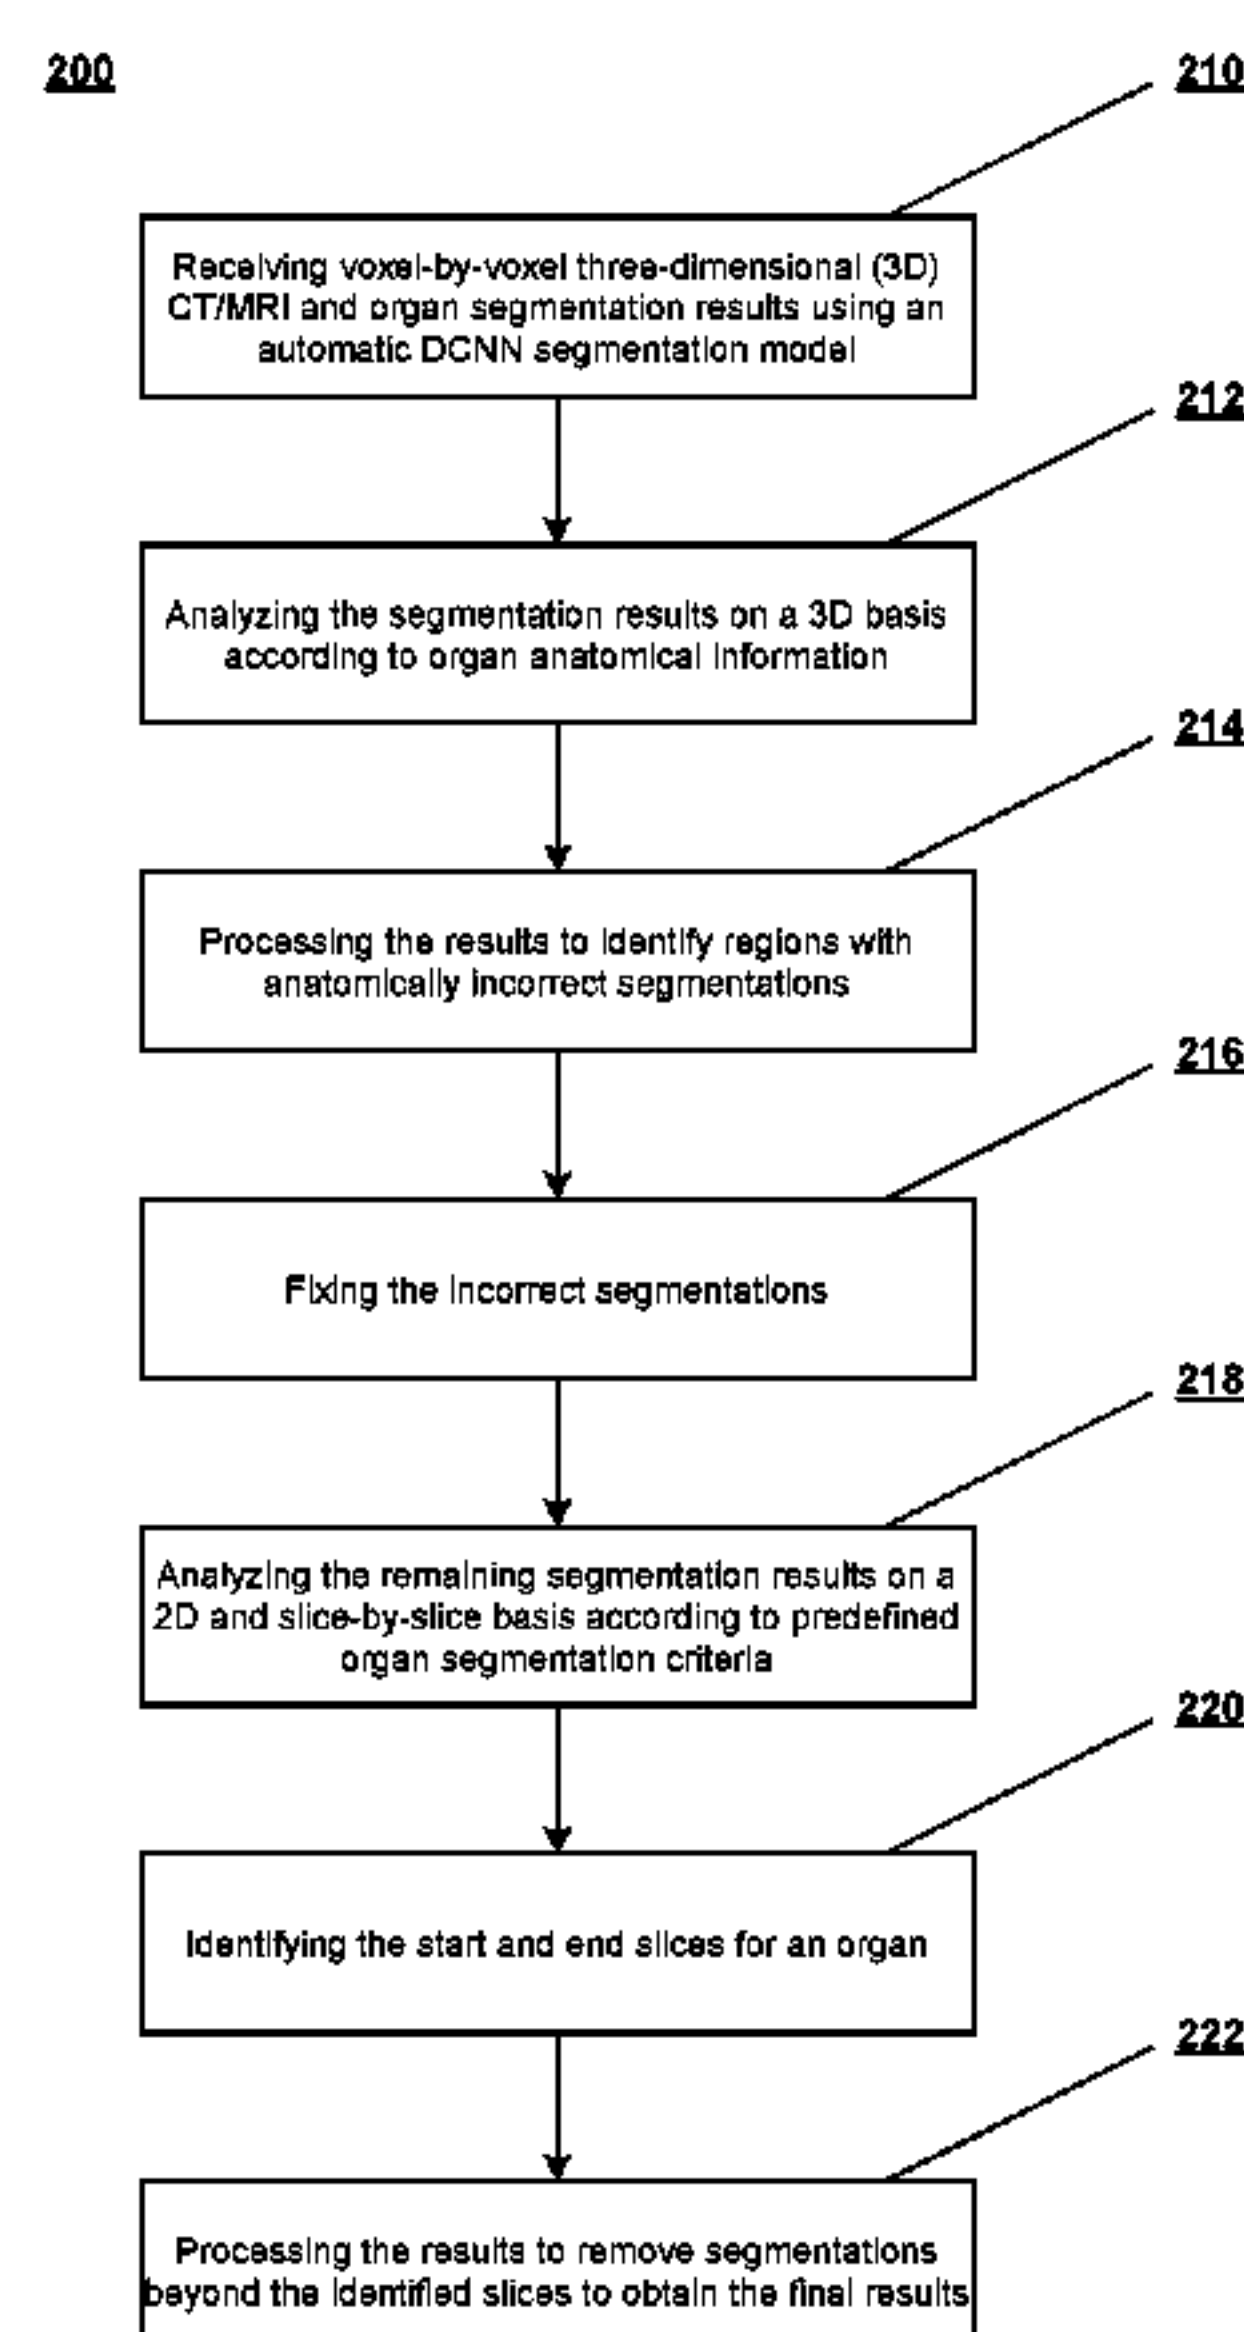 200
210
Receiving voxel-by-voxel three-dimensional (3D)
CT/MRI and organ segmentation results using an
automatic DCNN segmentation model
212
Analyzing the segmentation results on a 3D basis
according to organ anatomical information
214
Processing the results to identify regions with
anatomically incorrect segmentations
216
Fixing the incorrect segmentations
218
Analyzing the remaining segmentation results on a
2D and slice-by-slice basis according to predefined
organ segmentation criteria
220
Identifying the start and end slices for an organ
222
Processing the results to remove segmentations
beyond the identified slices to obtain the final results